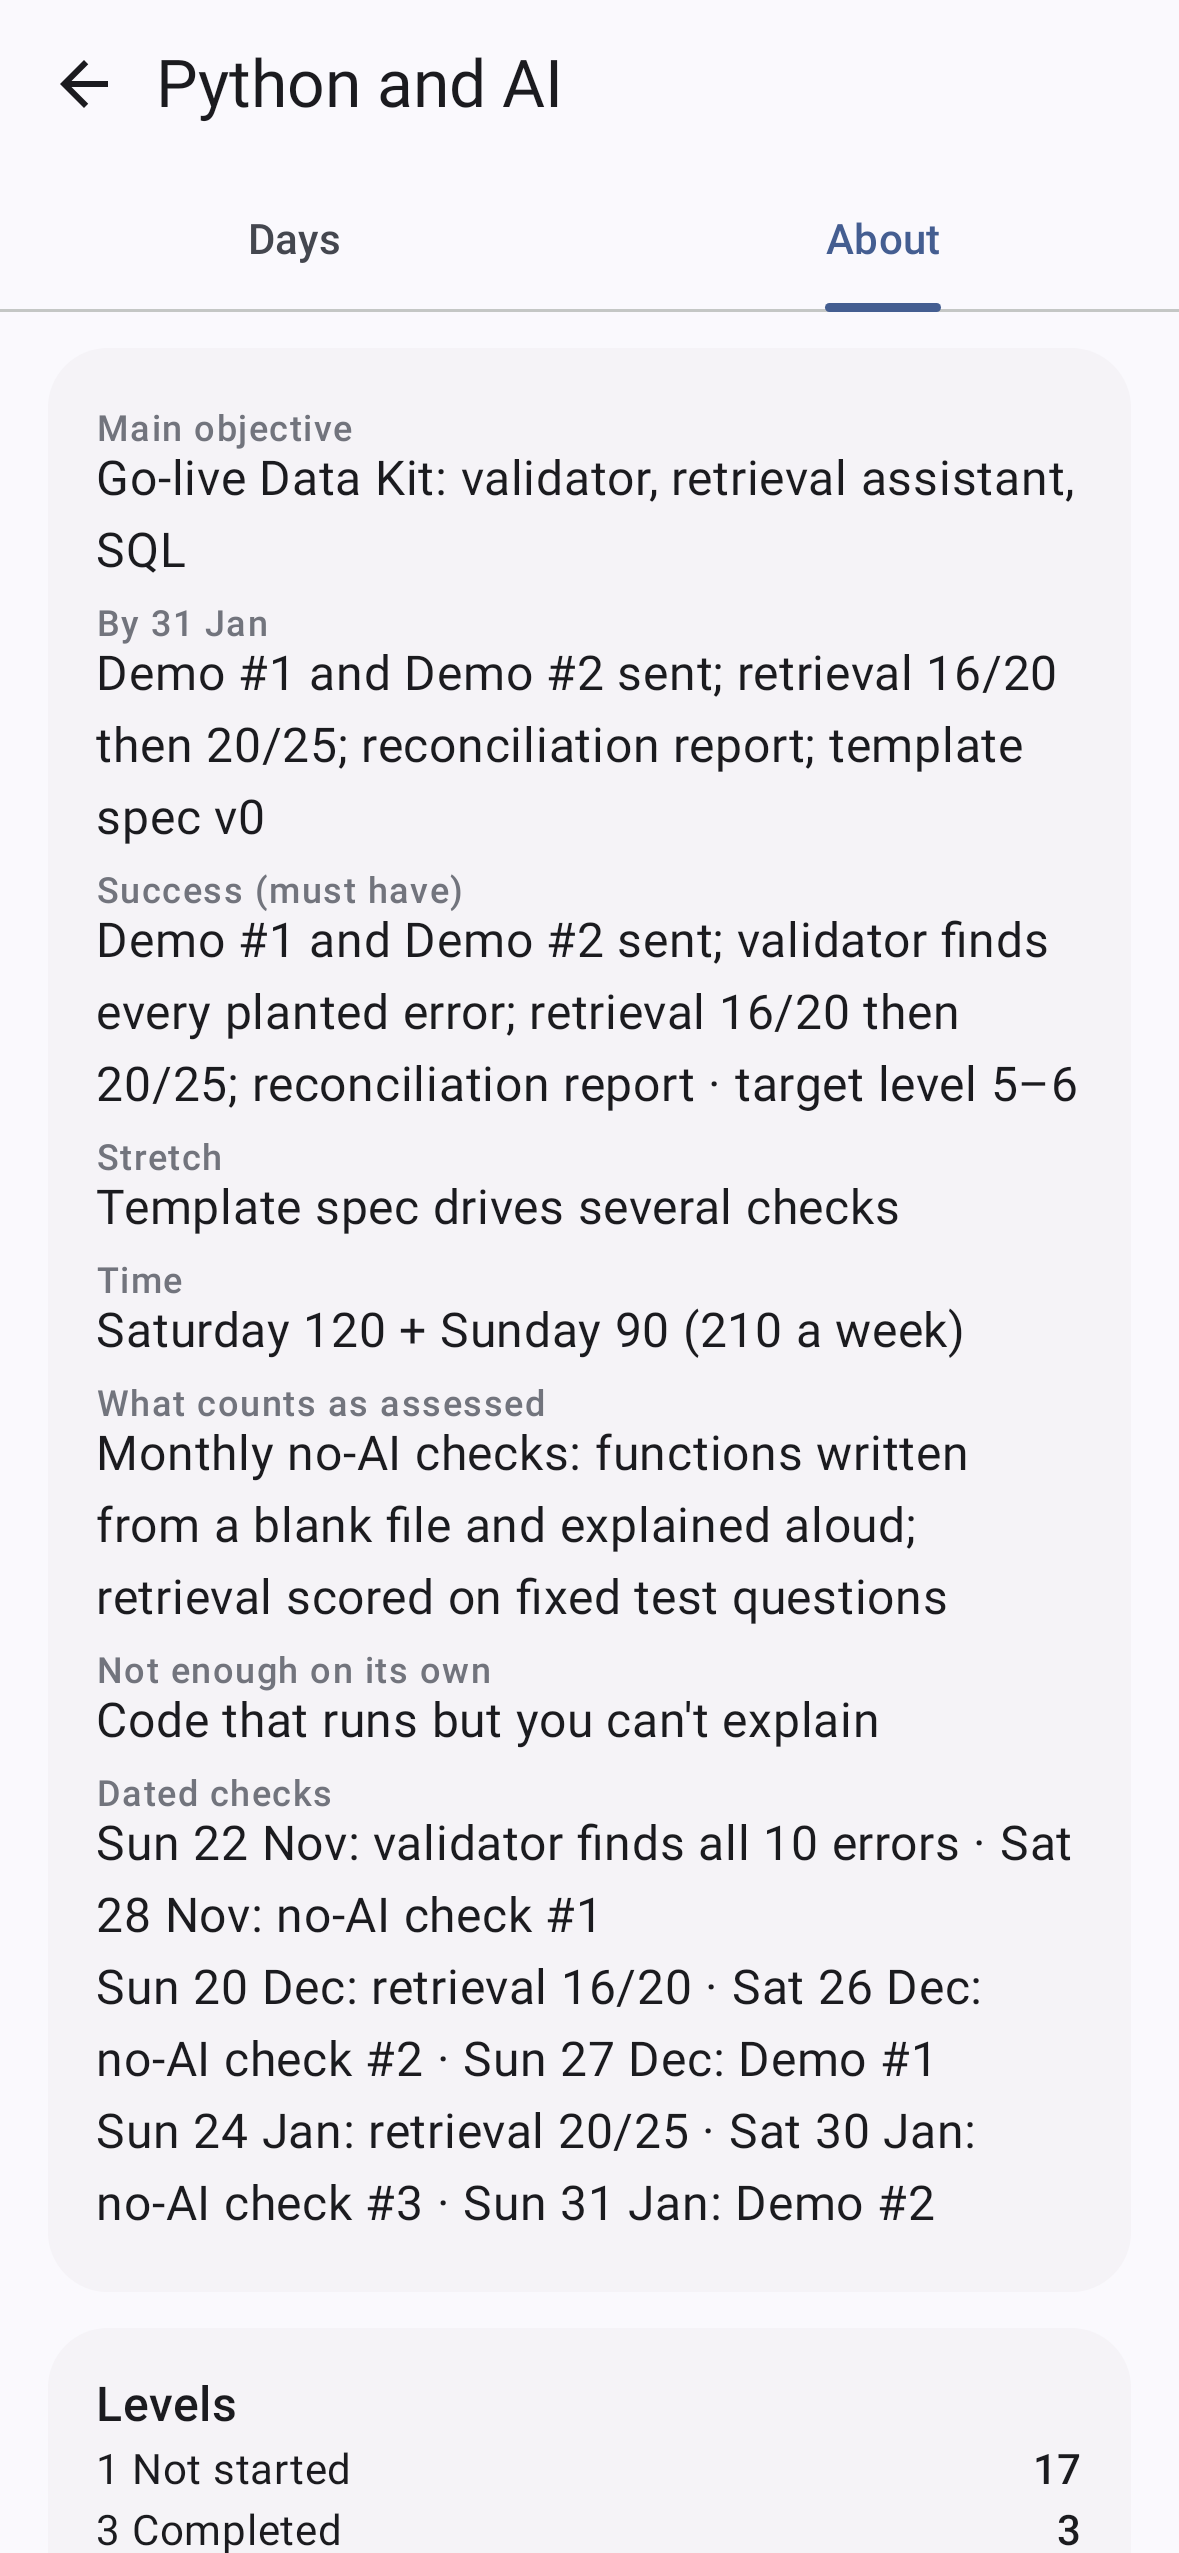 Python and AI
Days
About
Main objective
Go-live Data Kit: validator, retrieval assistant,
SQL
By 31 Jan
Demo #1 and Demo #2 sent; retrieval 16/20
then 20/25; reconciliation report; template
spec v0
Success (must have)
Demo #1 and Demo #2 sent; validator finds
every planted error; retrieval 16/20 then
20/25; reconciliation report · target level 5–6
Stretch
Template spec drives several checks
Time
Saturday 120 + Sunday 90 (210 a week)
What counts as assessed
Monthly no-AI checks: functions written
from a blank file and explained aloud;
retrieval scored on fixed test questions
Not enough on its own
Code that runs but you can't explain
Dated checks
Sun 22 Nov: validator finds all 10 errors · Sat
28 Nov: no-AI check #1
Sun 20 Dec: retrieval 16/20 · Sat 26 Dec:
no-AI check #2 · Sun 27 Dec: Demo #1
Sun 24 Jan: retrieval 20/25 · Sat 30 Jan:
no-AI check #3 · Sun 31 Jan: Demo #2
Levels
1 Not started 17
3 Completed 3